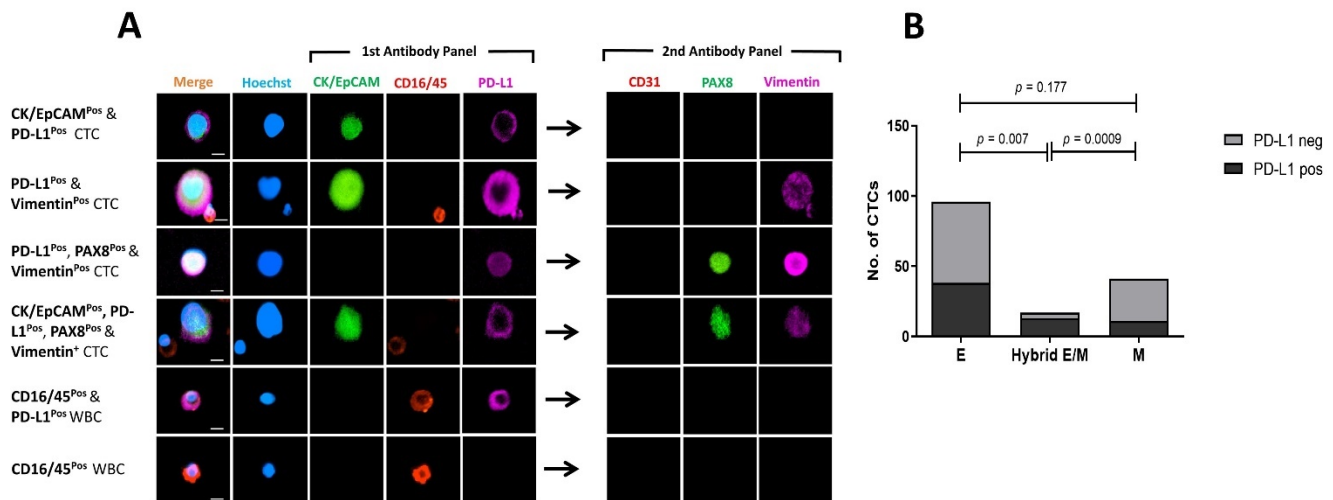 A
B
1st Antibody Panel
2nd Antibody Panel
Merge
Hoechst
CK/EpCAM
CD16/45
PD-L1
CD31
PAX8
Vimentin
CK/EpCAMPos &
PD-L1Pos CTC
PD-L1Pos &
VimentinPos CTC
PD-L1Pos, PAX8Pos &
VimentinPos CTC
CK/EpCAMPos, PD-
L1Pos, PAX8Pos &
Vimentin+ CTC
CD16/45Pos &
PD-L1Pos WBC
CD16/45Pos WBC
p = 0.177
p = 0.007
p = 0.0009
PD-L1 neg
PD-L1 pos
No. of CTCs
150
100
50
0
E
Hybrid E/M
M